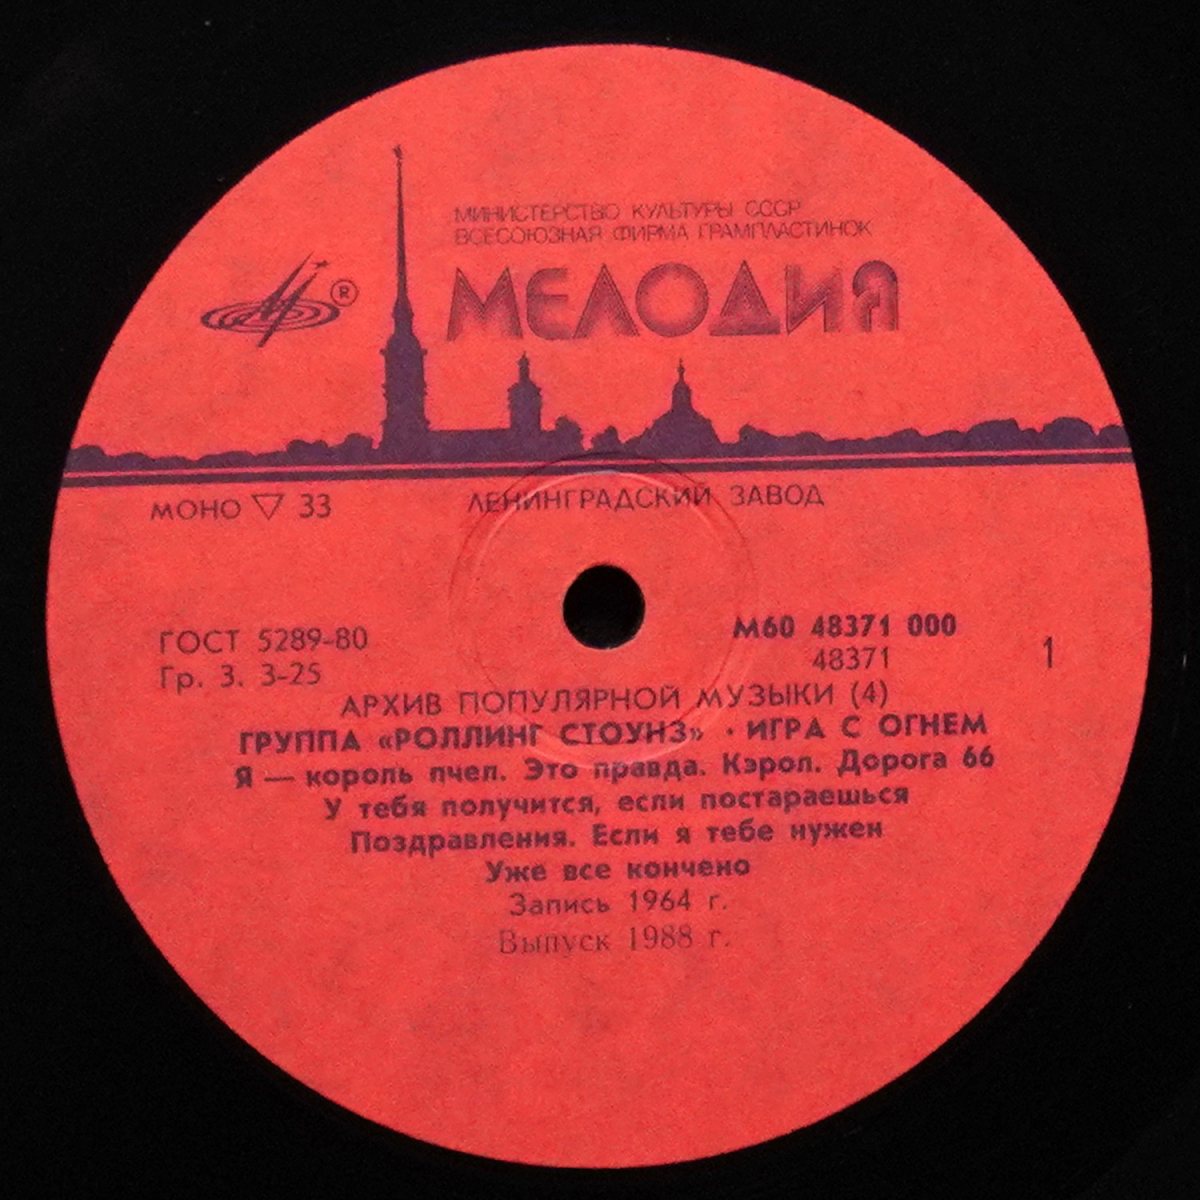 МИНИСТЕРСТВО КУЛЬТУРЫ СССР
ВСЕСОЮЗНАЯ ФИРМА ГРАМПЛАСТИНОК
МЕЛОДИЯ
®
МОНО ▽ 33
ЛЕНИНГРАДСКИЙ ЗАВОД
ГОСТ 5289-80
Гр. 3. 3-25
М60 48371 000
48371
1
АРХИВ ПОПУЛЯРНОЙ МУЗЫКИ (4)
ГРУППА «РОЛЛИНГ СТОУНЗ» · ИГРА С ОГНЕМ
Я — король пчел. Это правда. Кэрол. Дорога 66
У тебя получится, если постараешься
Поздравления. Если я тебе нужен
Уже все кончено
Запись 1964 г.
Выпуск 1988 г.